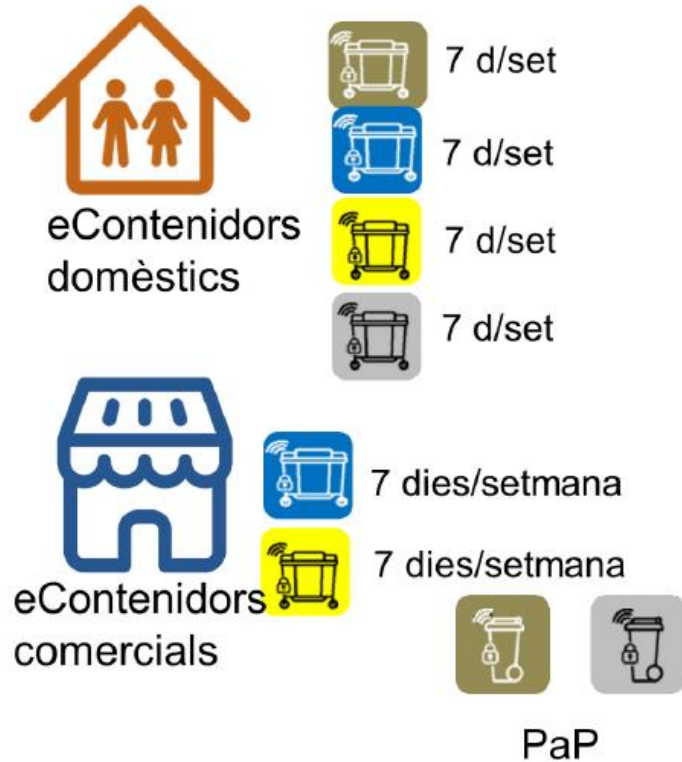 7 d/set
7 d/set
7 d/set
7 d/set
eContenidors
domèstics
7 dies/setmana
7 dies/setmana
eContenidors
comercials
PaP